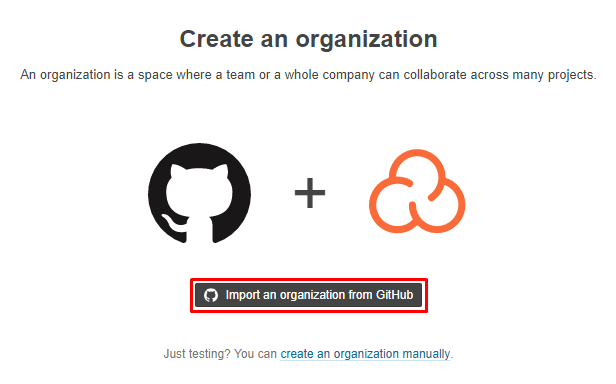 Create an organization
An organization is a space where a team or a whole company can collaborate across many projects.
Import an organization from GitHub
Just testing? You can create an organization manually.